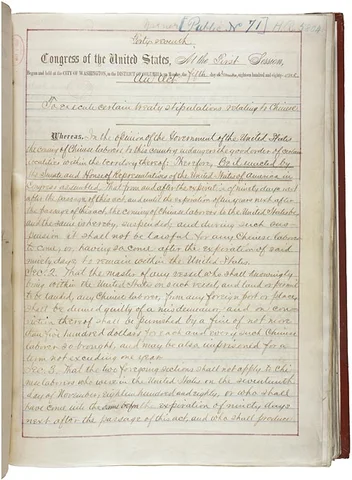 [Public, No 71]
Forty-seventh
Congress of the United States, At the First Session,
Begun and held at the CITY OF WASHINGTON, in the DISTRICT OF COLUMBIA, on Monday, the fifth day of December, eighteen hundred and eighty-one.
An Act
To execute certain treaty stipulations relating to Chinese.
Whereas, In the opinion of the Government of the United States
the coming of Chinese laborers to this country endangers the good order of certain
localities within the territory thereof: Therefore, Be it enacted by
the Senate and House of Representatives of the United States of America in
Congress assembled, That from and after the expiration of ninety days next
after the passage of this act, and until the expiration of ten years next after
the passage of this act, the coming of Chinese laborers to the United States be,
and the same is hereby, suspended; and during such sus-
pension it shall not be lawful for any Chinese laborer
to come, or, having so come after the expiration of said
ninety days, to remain within the United States.
Sec. 2. That the master of any vessel who shall knowingly
bring within the United States on such vessel, and land or permit
to be landed, any Chinese laborer, from any foreign port or place,
shall be deemed guilty of a misdemeanor, and on con-
viction thereof shall be punished by a fine of not more
than five hundred dollars for each and every such Chinese
laborer so brought, and may be also imprisoned for a
term not exceeding one year.
Sec. 3. That the two foregoing sections shall not apply to Chi-
nese laborers who were in the United States on the seventeenth
day of November, eighteen hundred and eighty, or who shall
have come into the same before the expiration of ninety days
next after the passage of this act, and who shall produce